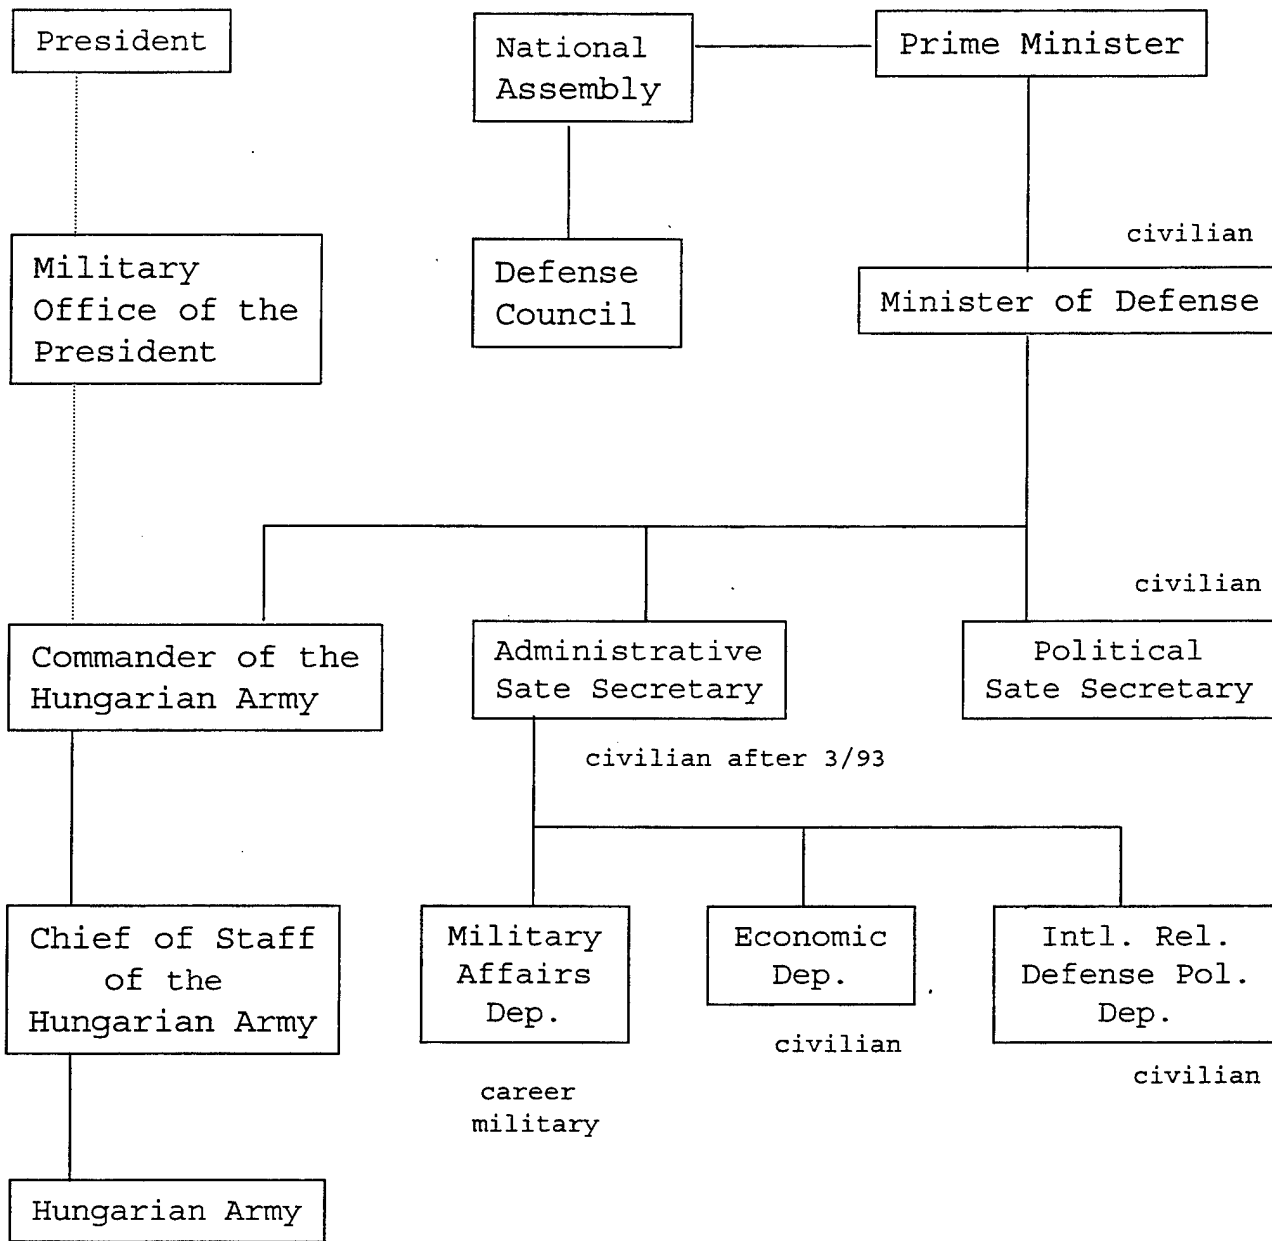 President
National
Assembly
Prime Minister
civilian
Military
Office of the
President
Defense
Council
Minister of Defense
civilian
Commander of the
Hungarian Army
Administrative
Sate Secretary
Political
Sate Secretary
civilian after 3/93
Chief of Staff
of the
Hungarian Army
Military
Affairs
Dep.
Economic
Dep.
Intl. Rel.
Defense Pol.
Dep.
civilian
civilian
career
military
Hungarian Army